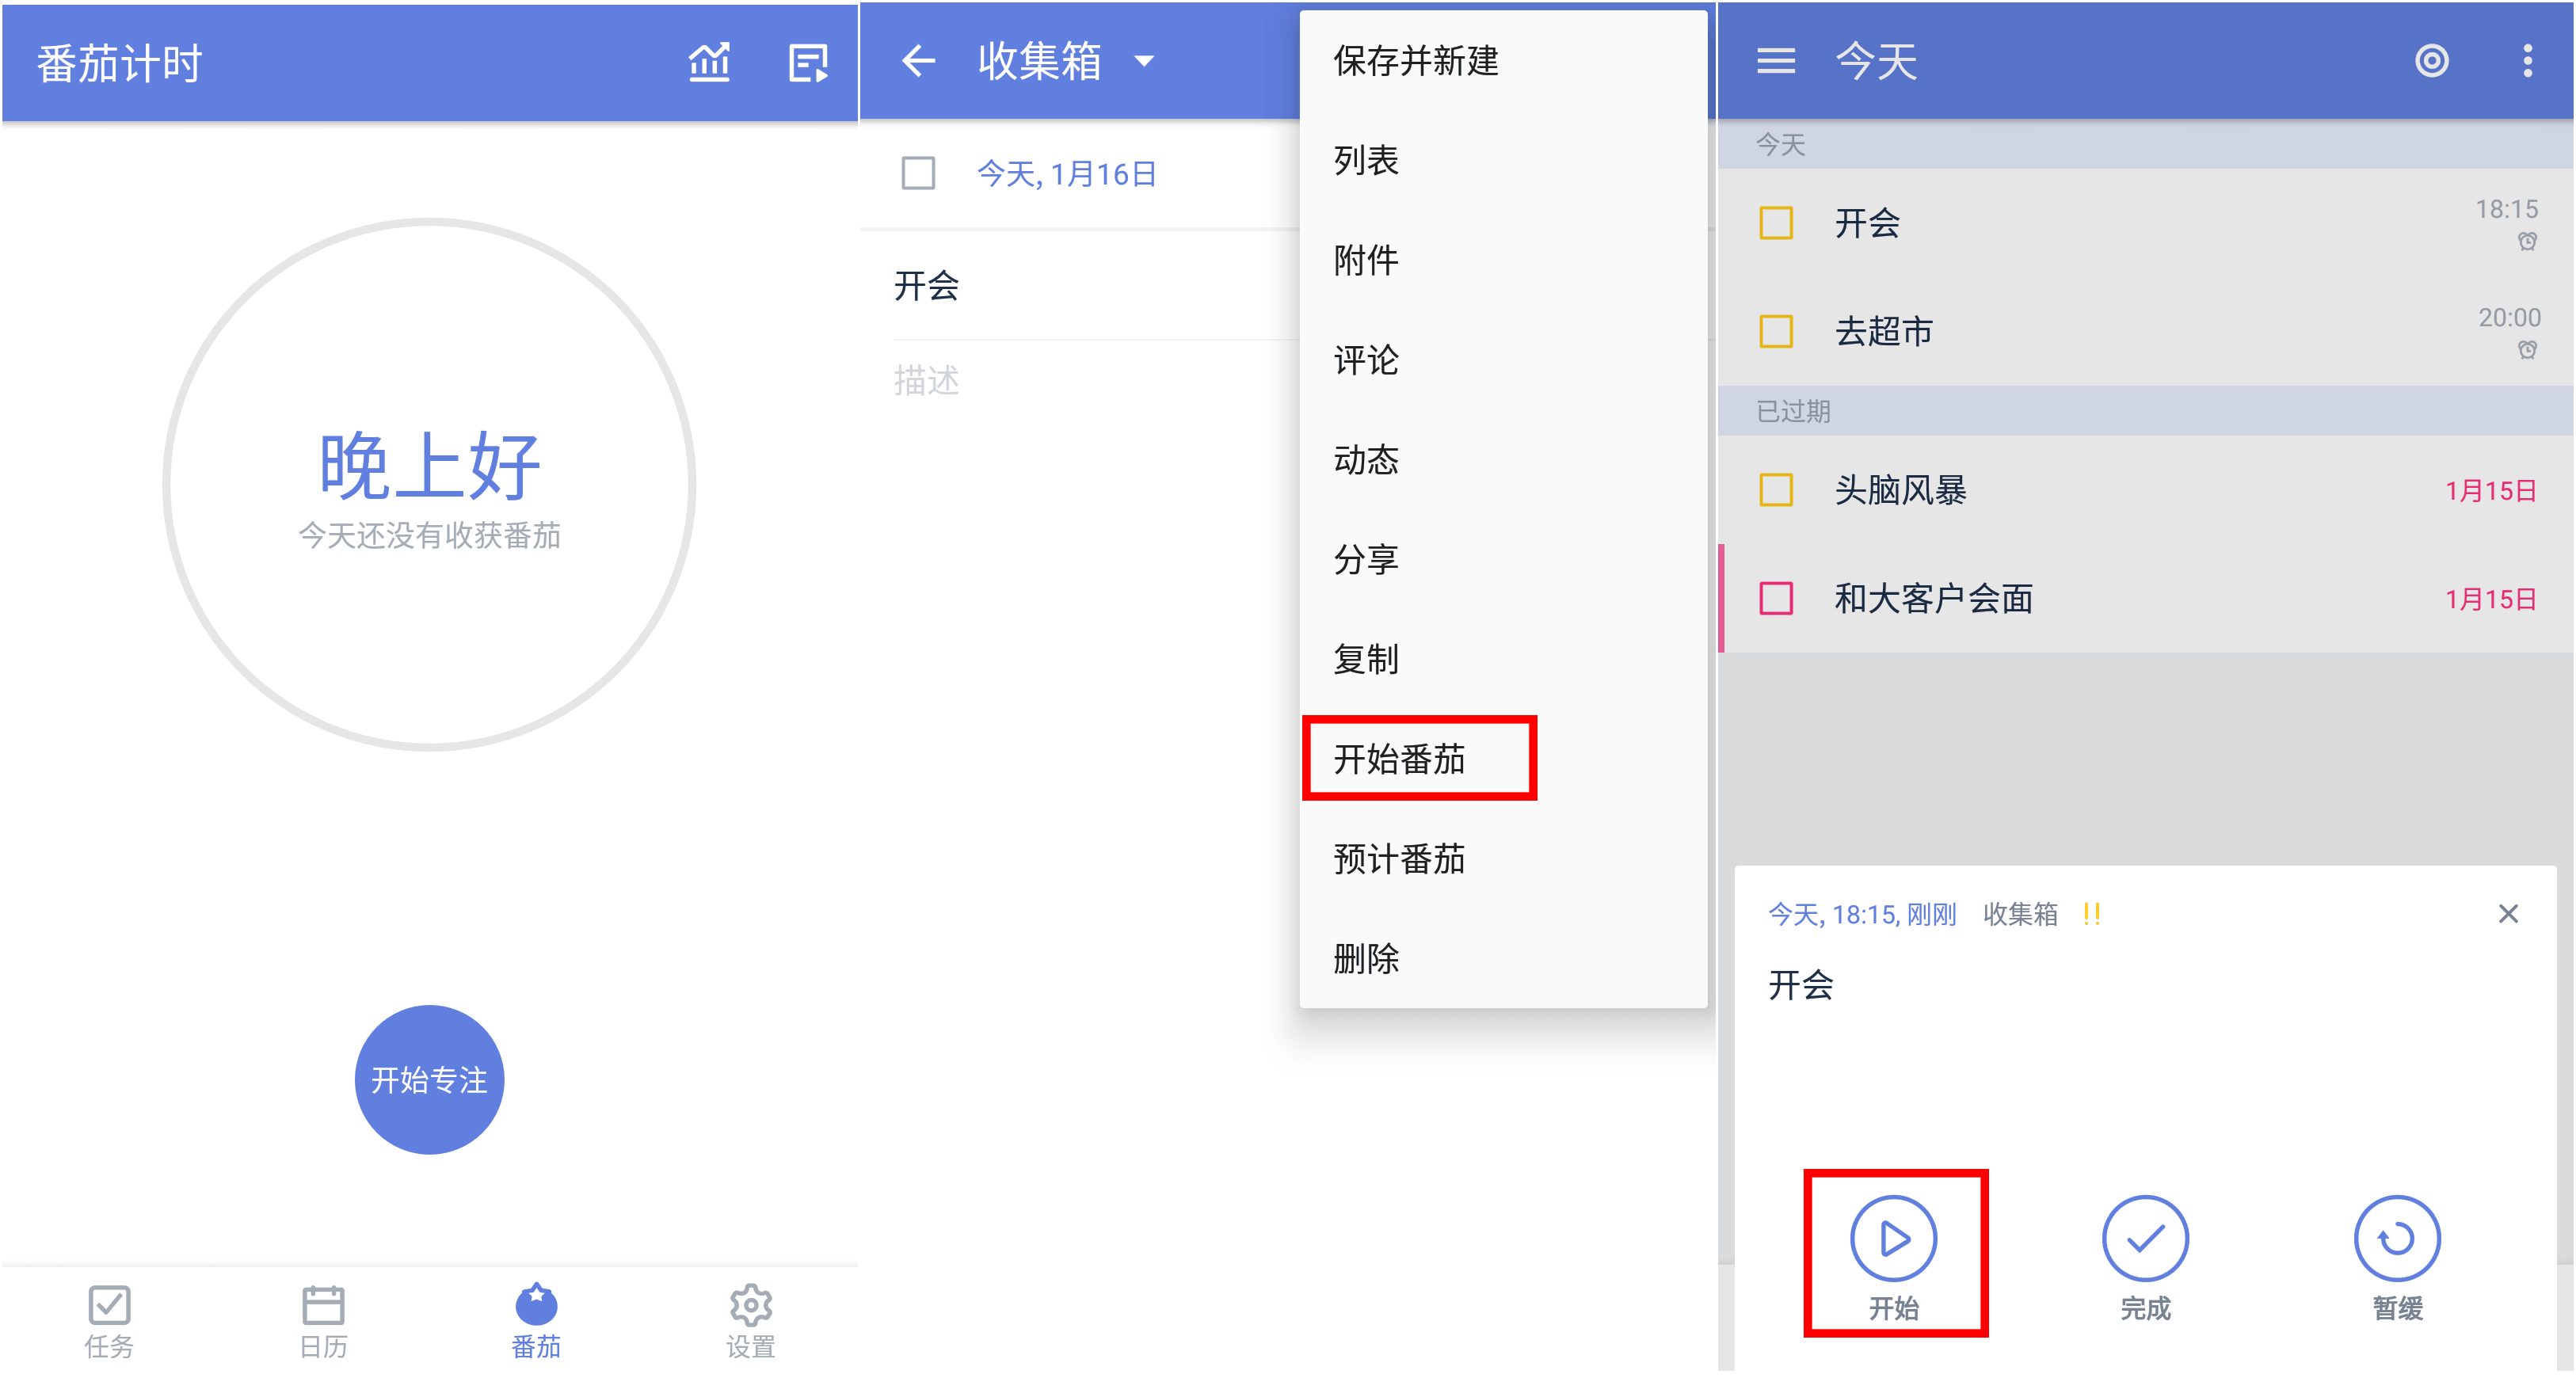 番茄计时
晚上好
今天还没有收获番茄
开始专注
任务
日历
番茄
设置
收集箱
今天, 1月16日
开会
描述
保存并新建
列表
附件
评论
动态
分享
复制
开始番茄
预计番茄
删除
今天
今天
开会
18:15
去超市
20:00
已过期
头脑风暴
1月15日
和大客户会面
1月15日
今天, 18:15, 刚刚 收集箱 !!
开会
开始
完成
暂缓